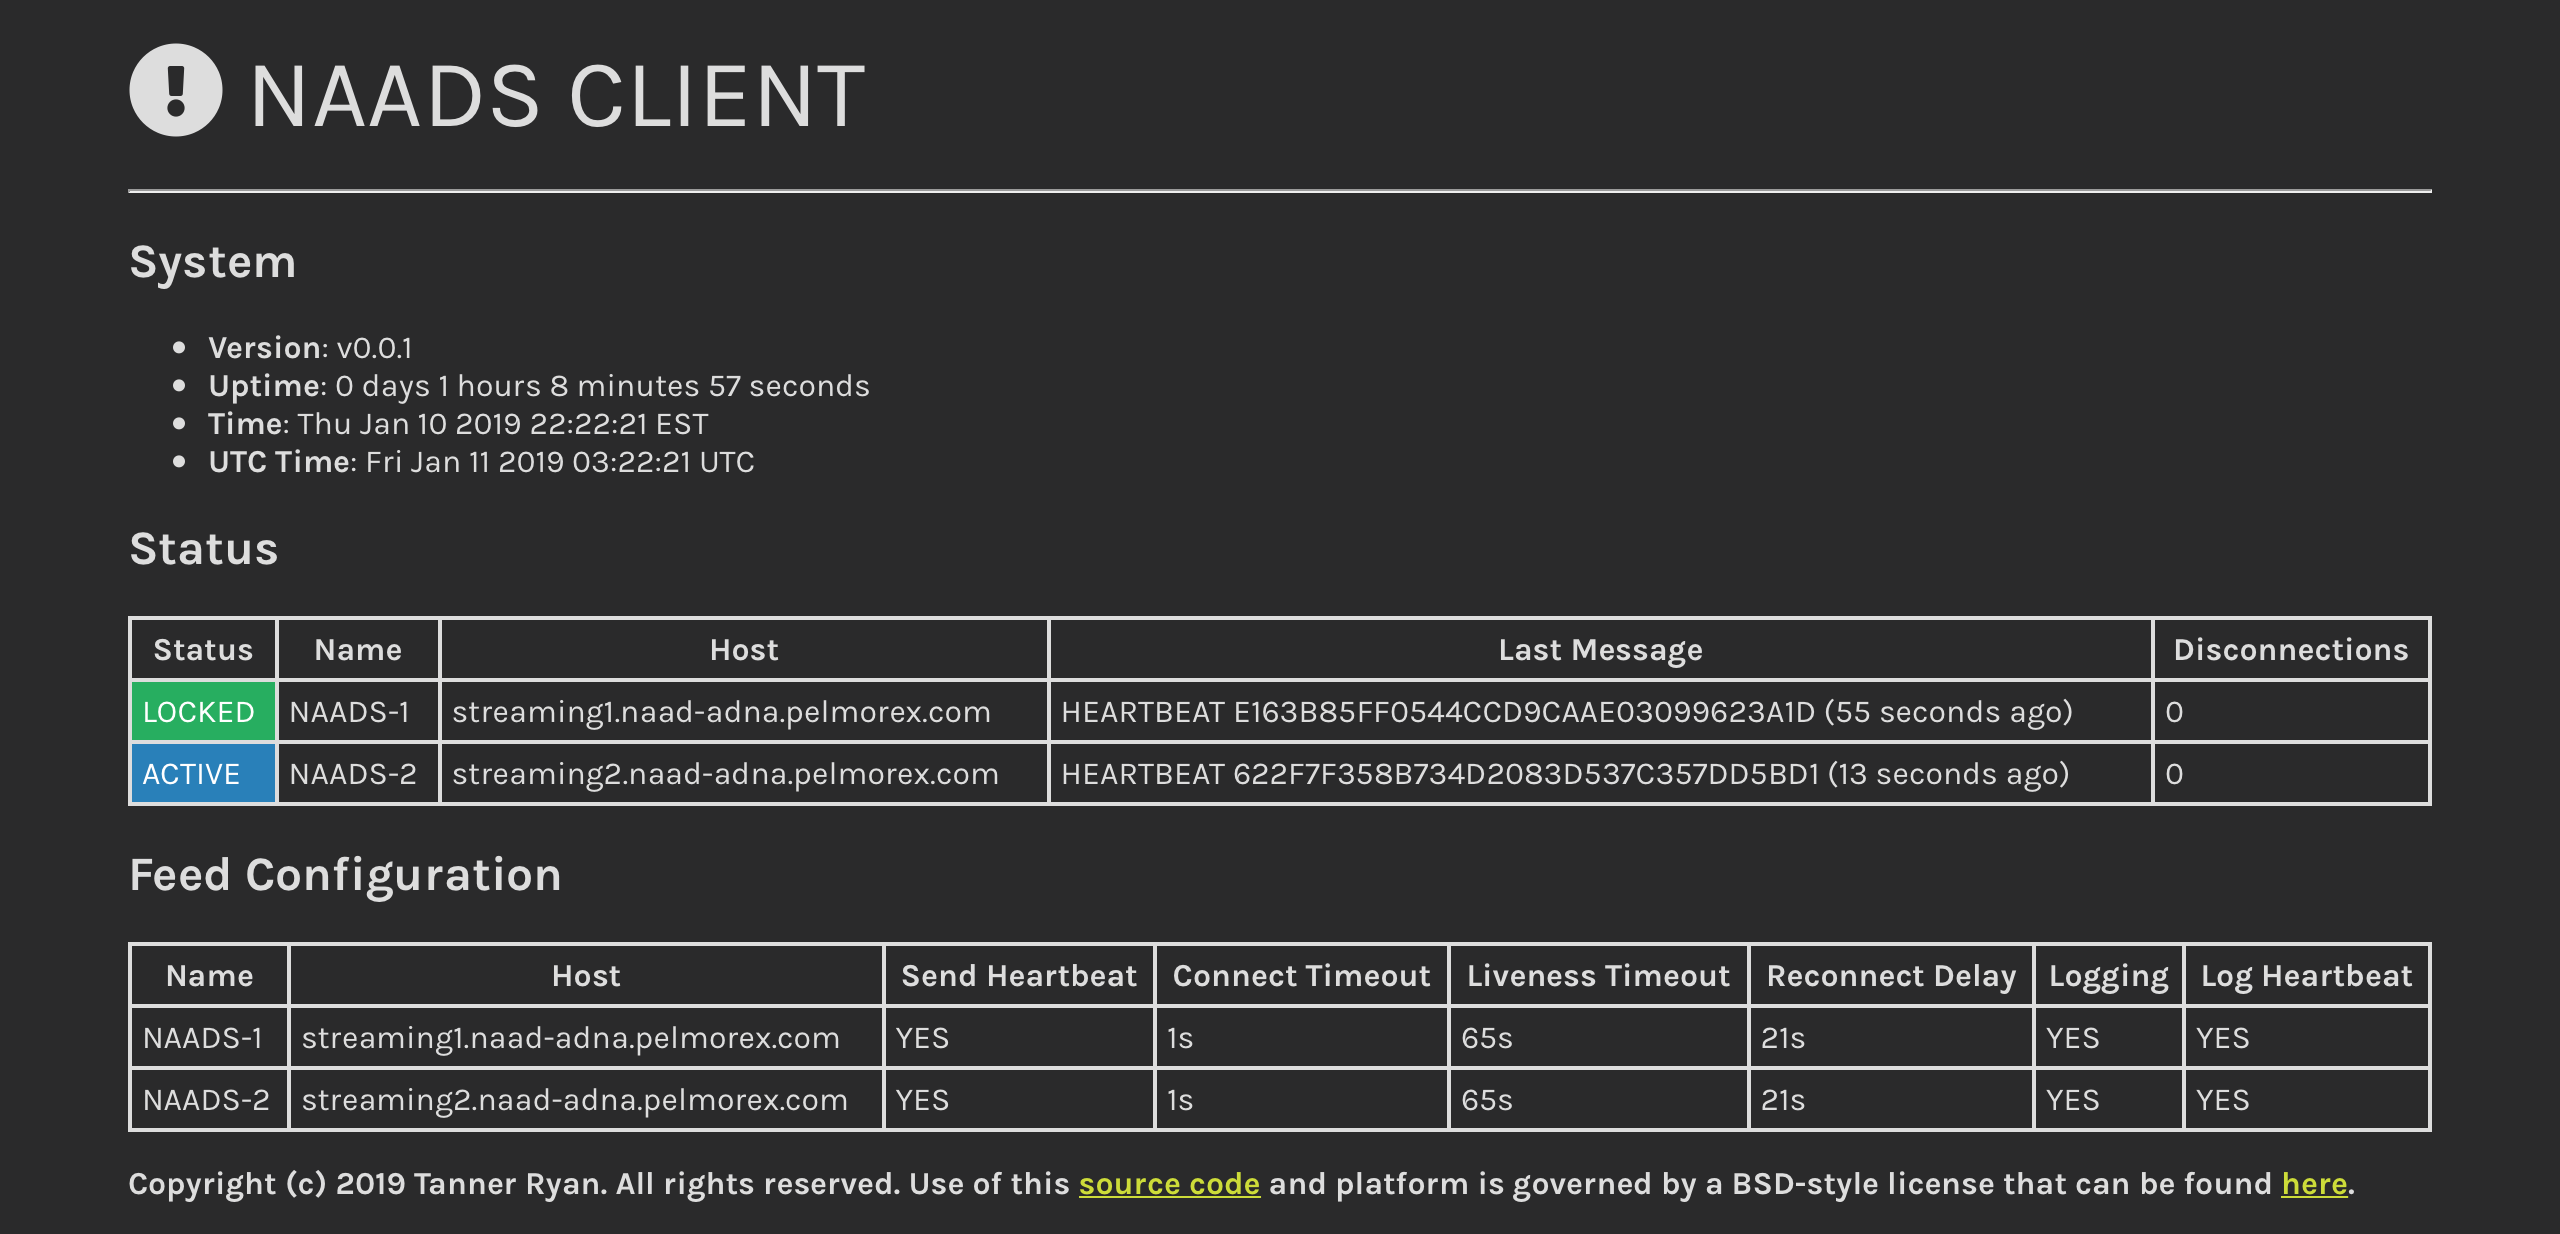 NAADS CLIENT
System
Version: v0.0.1
Uptime: 0 days 1 hours 8 minutes 57 seconds
Time: Thu Jan 10 2019 22:22:21 EST
UTC Time: Fri Jan 11 2019 03:22:21 UTC
Status
Status Name Host Last Message Disconnections
LOCKED NAADS-1 streaming1.naad-adna.pelmorex.com HEARTBEAT E163B85FF0544CCD9CAAE03099623A1D (55 seconds ago) 0
ACTIVE NAADS-2 streaming2.naad-adna.pelmorex.com HEARTBEAT 622F7F358B734D2083D537C357DD5BD1 (13 seconds ago) 0
Feed Configuration
Name Host Send Heartbeat Connect Timeout Liveness Timeout Reconnect Delay Logging Log Heartbeat
NAADS-1 streaming1.naad-adna.pelmorex.com YES 1s 65s 21s YES YES
NAADS-2 streaming2.naad-adna.pelmorex.com YES 1s 65s 21s YES YES
Copyright (c) 2019 Tanner Ryan. All rights reserved. Use of this source code and platform is governed by a BSD-style license that can be found here.